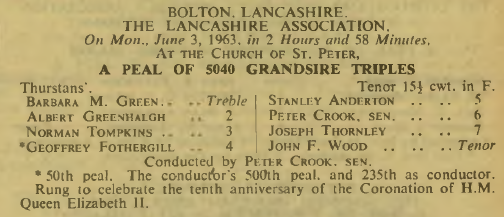 BOLTON, LANCASHIRE.
THE LANCASHIRE ASSOCIATION,
On Mon., June 3, 1963, in 2 Hours and 58 Minutes,
AT THE CHURCH OF ST. PETER,
A PEAL OF 5040 GRANDSIRE TRIPLES
Thurstans'. Tenor 15½ cwt. in F.
BARBARA M. GREEN.. .. Treble
ALBERT GREENHALGH .. 2
NORMAN TOMPKINS .. .. 3
*GEOFFREY FOTHERGILL .. 4
STANLEY ANDERTON .. .. 5
PETER CROOK, SEN. .. .. 6
JOSEPH THORNLEY .. .. 7
JOHN F. WOOD .. .. Tenor
Conducted by PETER CROOK, SEN.
* 50th peal. The conductor's 500th peal, and 235th as conductor.
Rung to celebrate the tenth anniversary of the Coronation of H.M.
Queen Elizabeth II.